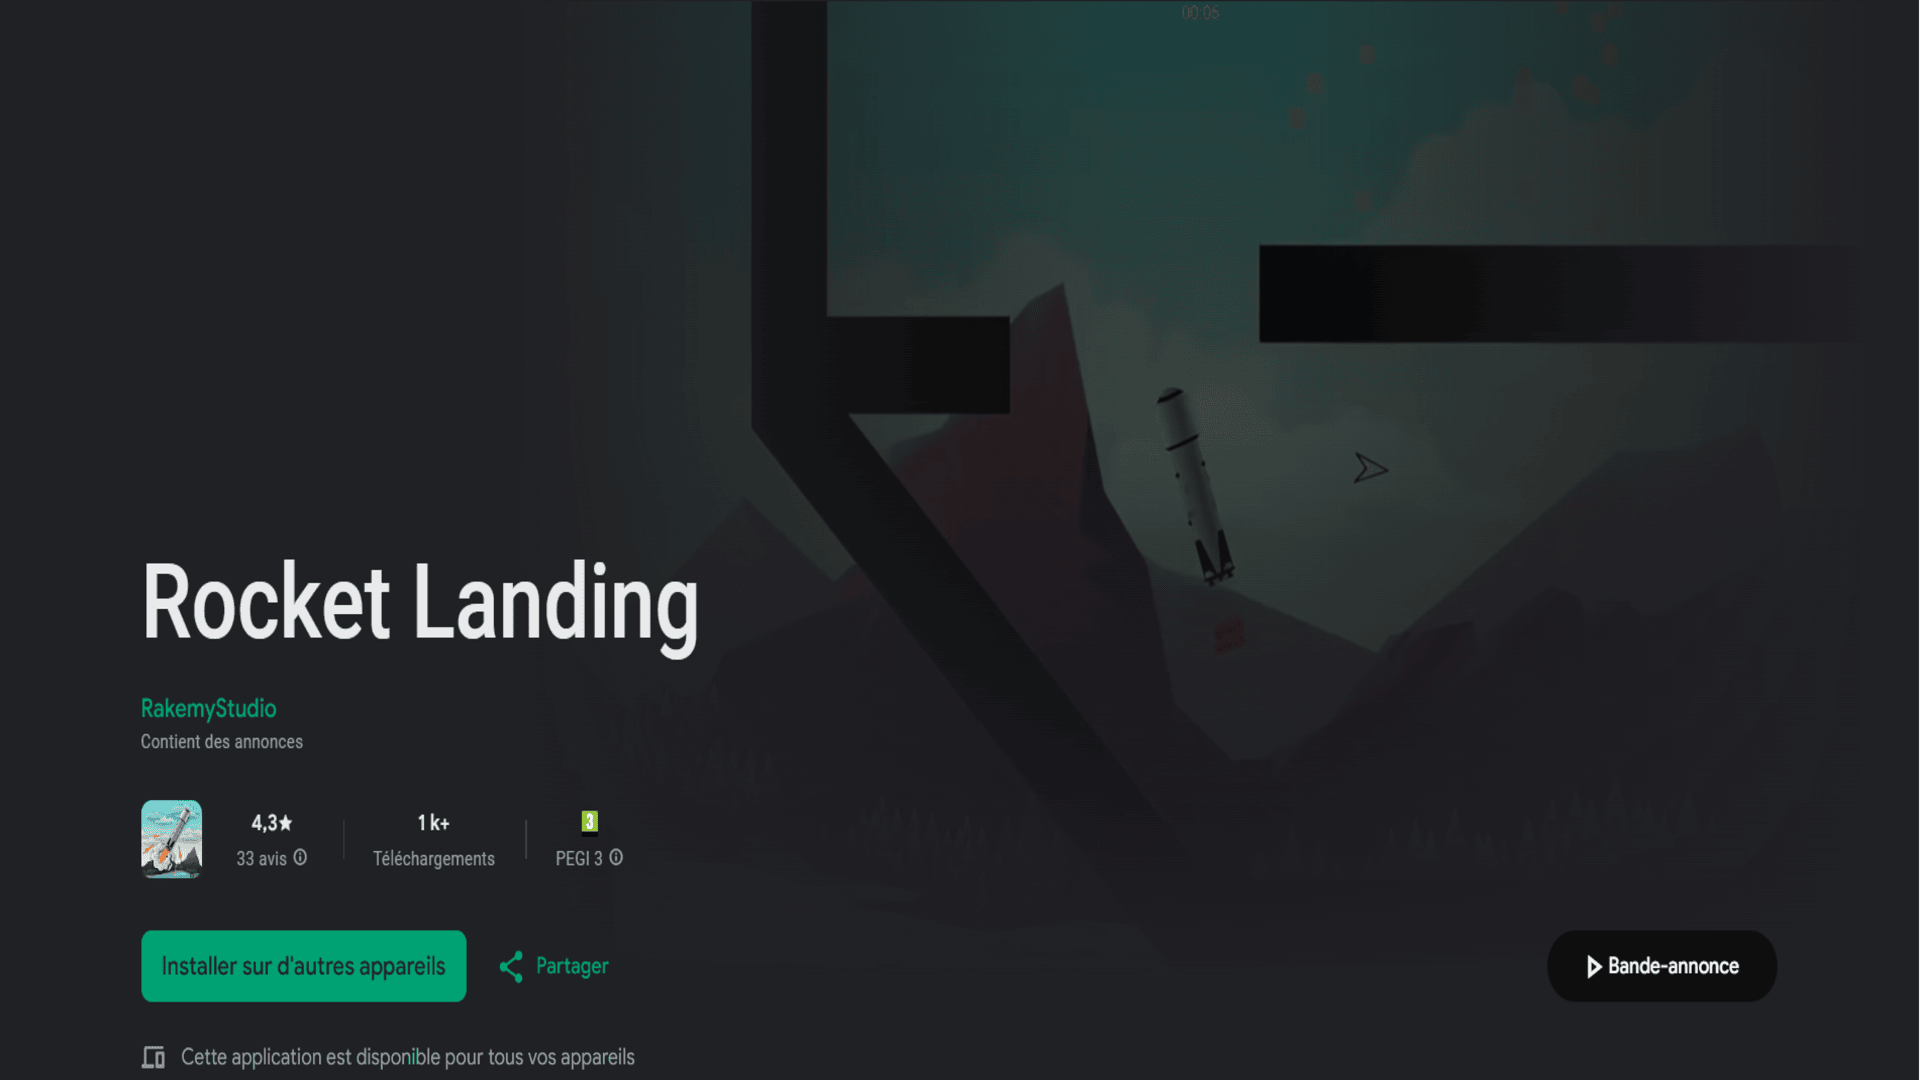 00:05
Rocket Landing
RakemyStudio
Contient des annonces
4,3★
33 avis
1 k+
Téléchargements
3
PEGI 3
Installer sur d'autres appareils
Partager
Bande-annonce
Cette application est disponible pour tous vos appareils